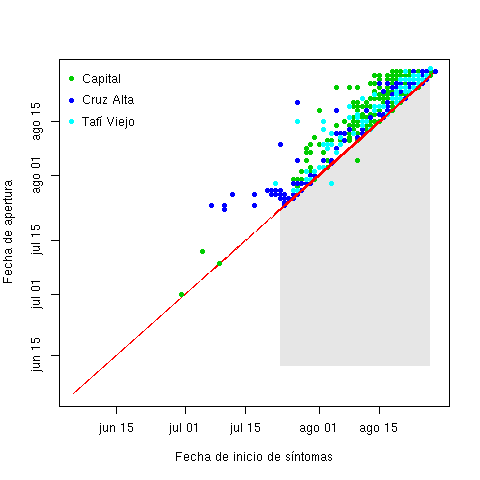 Capital
Cruz Alta
Tafí Viejo
Fecha de apertura
ago 15
ago 01
jul 15
jul 01
jun 15
jun 15
jul 01
jul 15
ago 01
ago 15
Fecha de inicio de síntomas